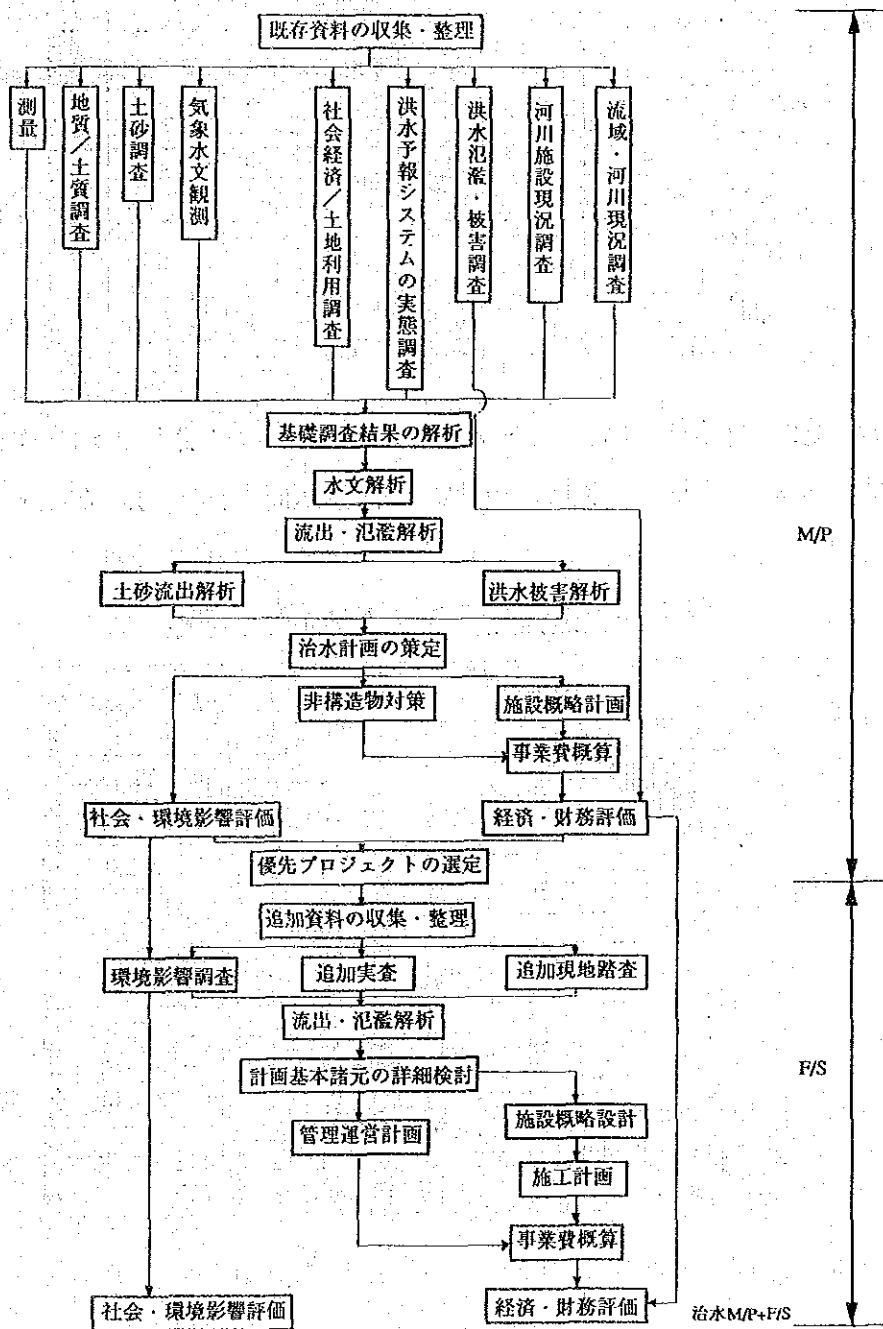 既存資料の収集・整理
測量
地質/土質調査
土砂調査
気象水文観測
社会経済/土地利用調査
洪水予報システムの実態調査
洪水氾濫・被害調査
河川施設現況調査
流域・河川現況調査
基礎調査結果の解析
水文解析
流出・氾濫解析
土砂流出解析
洪水被害解析
治水計画の策定
非構造物対策
施設概略計画
事業費概算
社会・環境影響評価
経済・財務評価
優先プロジェクトの選定
M/P
追加資料の収集・整理
環境影響調査
追加実査
追加現地踏査
流出・氾濫解析
計画基本諸元の詳細検討
管理運営計画
施設概略設計
施工計画
事業費概算
社会・環境影響評価
経済・財務評価
F/S
治水M/P+F/S